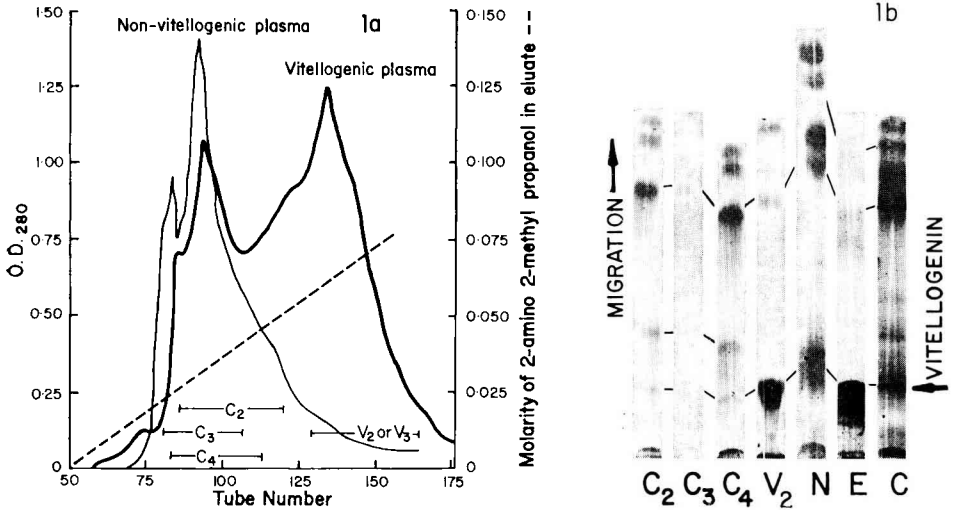 1a
1b
Non-vitellogenic plasma
Vitellogenic plasma
1·50
1·25
1·00
0·75
0·50
0·25
0
O.D.280
0·150
0·125
0·100
0·075
0·050
0·025
0
Molarity of 2-amino 2-methyl propanol in eluate --
C2
C3
C4
V2 or V3
50
75
100
125
150
175
Tube Number
MIGRATION
VITELLLOGENIN
C2 C3 C4 V2 N E C